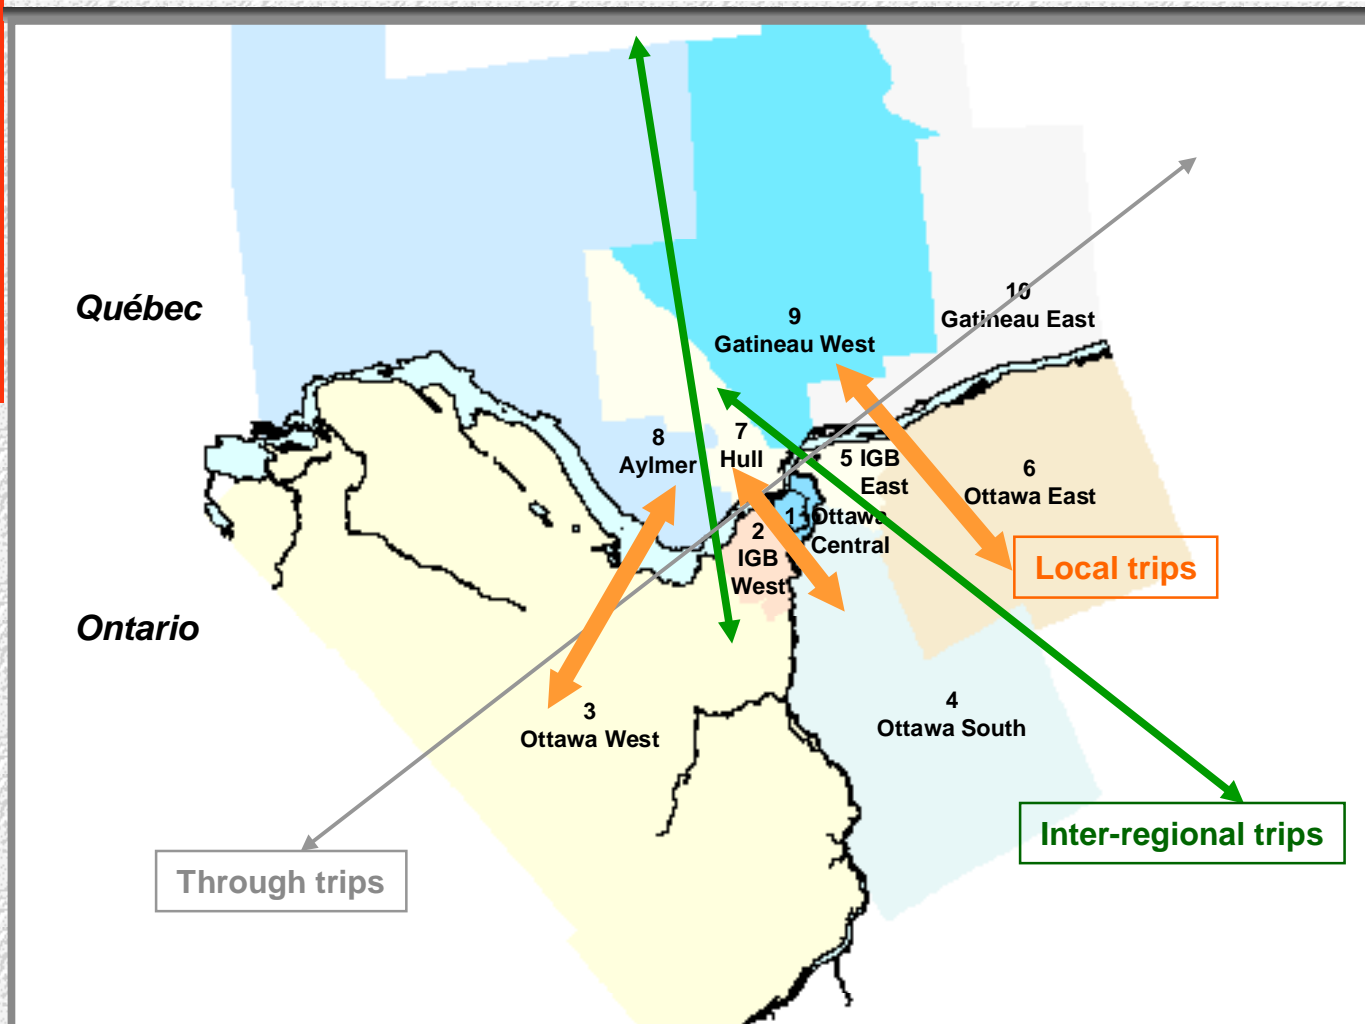 Québec
10
Gatineau East
9
Gatineau West
8
Aylmer
7
Hull
5 IGB
East
6
Ottawa East
1
Ottawa
Central
2
IGB
West
Local trips
Ontario
3
Ottawa West
4
Ottawa South
Inter-regional trips
Through trips